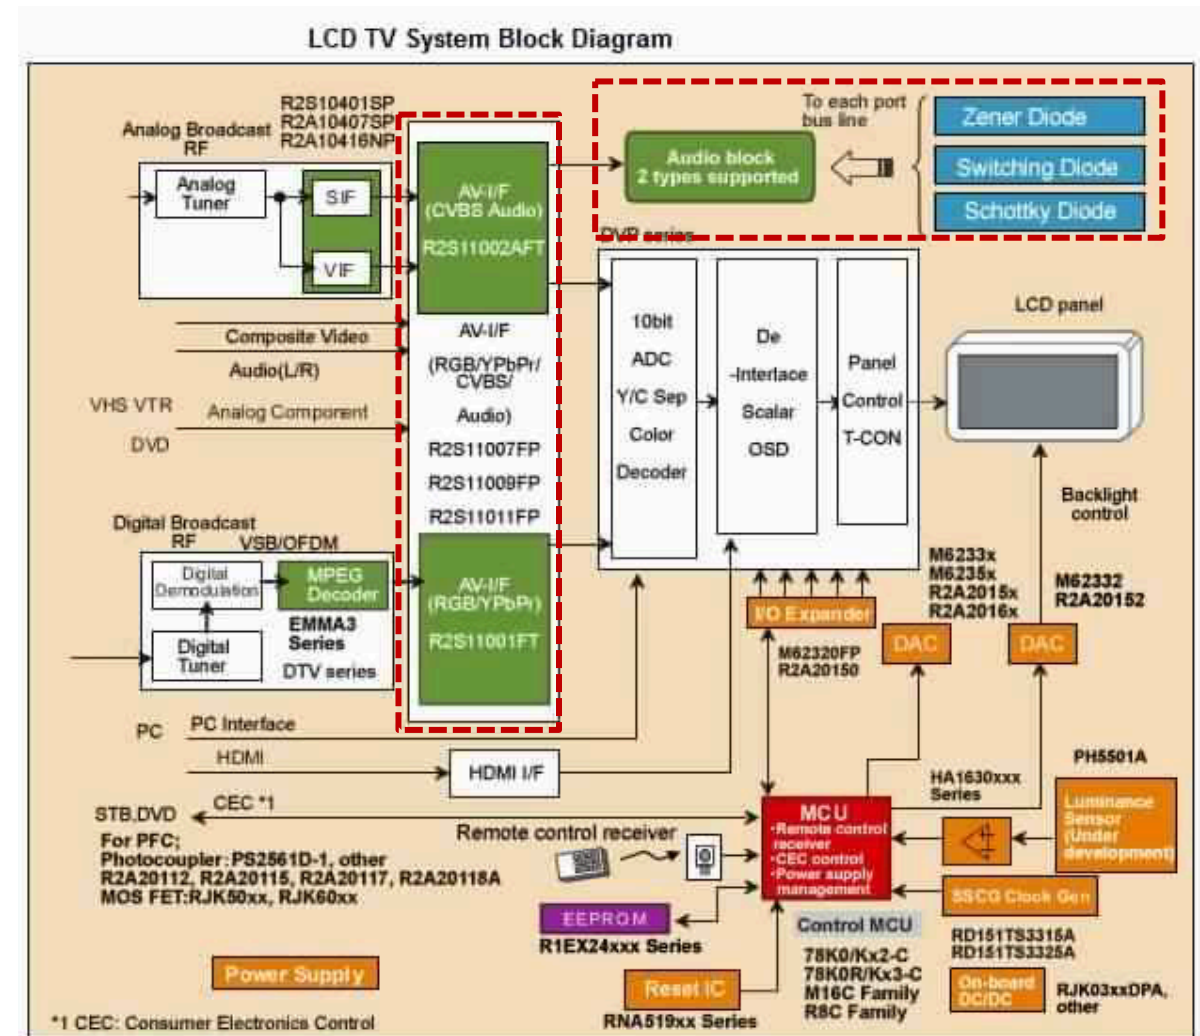 LCD TV System Block Diagram
R2S10401SP
R2A10407SP
R2A10416NP
Analog Broadcast
RF
Analog
Tuner
SIF
VIF
AV-I/F
(CVBS Audio)
R2S11002AFT
Audio block
2 types supported
To each port
bus line
Zener Diode
Switching Diode
Schottky Diode
DVP series
Composite Video
Audio(L/R)
VHS VTR
DVD
Analog Component
AV-I/F
(RGB/YPbPr/
CVBS/
Audio)
R2S11007FP
R2S11009FP
R2S11011FP
10bit
ADC
Y/C Sep
Color
Decoder
De
-Interlace
Scalar
OSD
Panel
Control
T-CON
LCD panel
Backlight
control
Digital Broadcast
RF
VSB/OFDM
Digital
Demodulation
MPEG
Decoder
EMMA3
Series
DTV series
Digital
Tuner
AV-I/F
(RGB/YPbPr)
R2S11001FT
I/O Expander
M62320FP
R2A20150
M6233x
M6235x
R2A2015x
R2A2016x
DAC
M62332
R2A20152
DAC
PC
PC Interface
HDMI
HDMI I/F
STB,DVD
CEC *1
For PFC;
Photocoupler: PS2561D-1, other
R2A20112, R2A20115, R2A20117, R2A20118A
MOS FET:RJK50xx, RJK60xx
Remote control receiver
MCU
•Remote control
receiver
•CEC control
•Power supply
management
HA1630xxx
Series
PH5501A
Luminance
Sensor
(Under
development)
SSCG Clock Gen
RD151TS3315A
RD151TS3325A
EEPROM
R1EX24xxx Series
Control MCU
78K0/Kx2-C
78K0R/Kx3-C
M16C Family
R8C Family
On-board
DC/DC
RJK03xxDPA,
other
Power Supply
Reset IC
RNA519xx Series
*1 CEC: Consumer Electronics Control